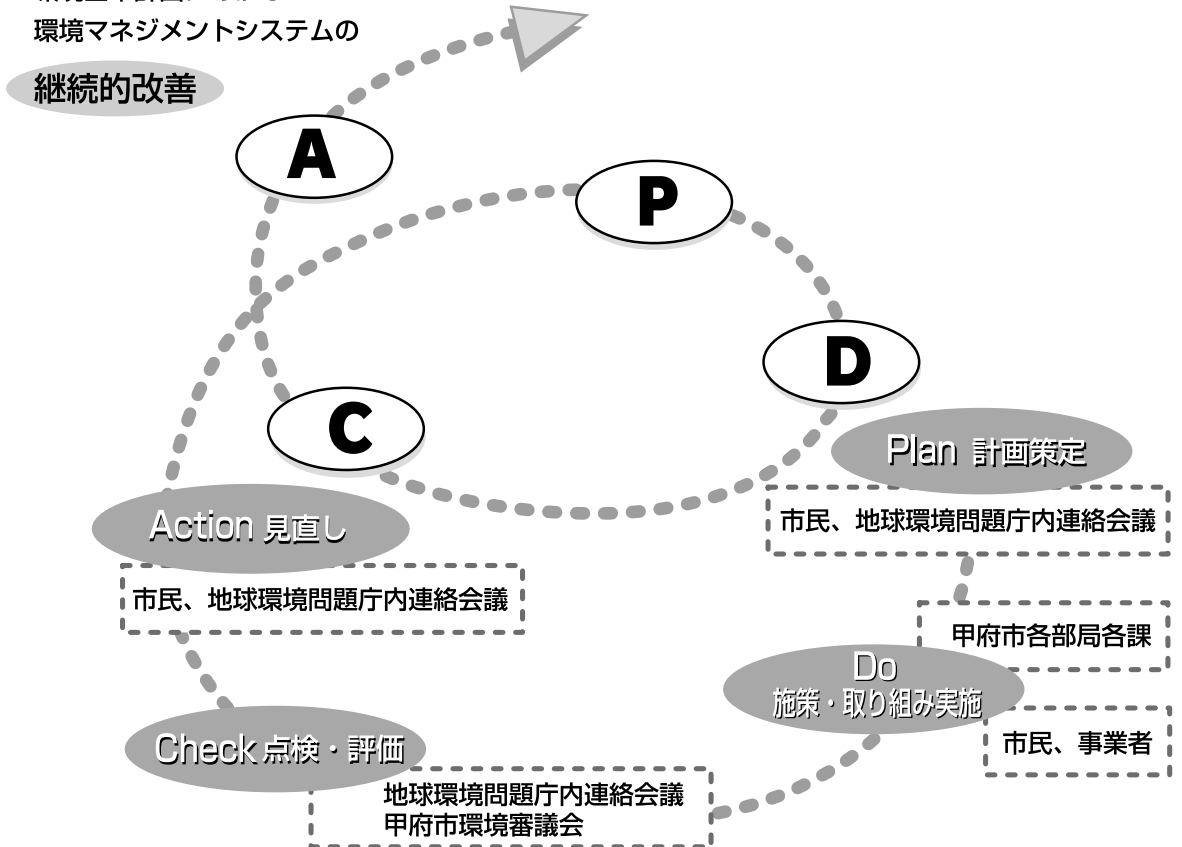 環境マネジメントシステムの
継続的改善
A
P
D
C
Plan 計画策定
市民、地球環境問題庁内連絡会議
甲府市各部局各課
Do
施策・取り組み実施
市民、事業者
Action 見直し
市民、地球環境問題庁内連絡会議
Check 点検・評価
地球環境問題庁内連絡会議
甲府市環境審議会